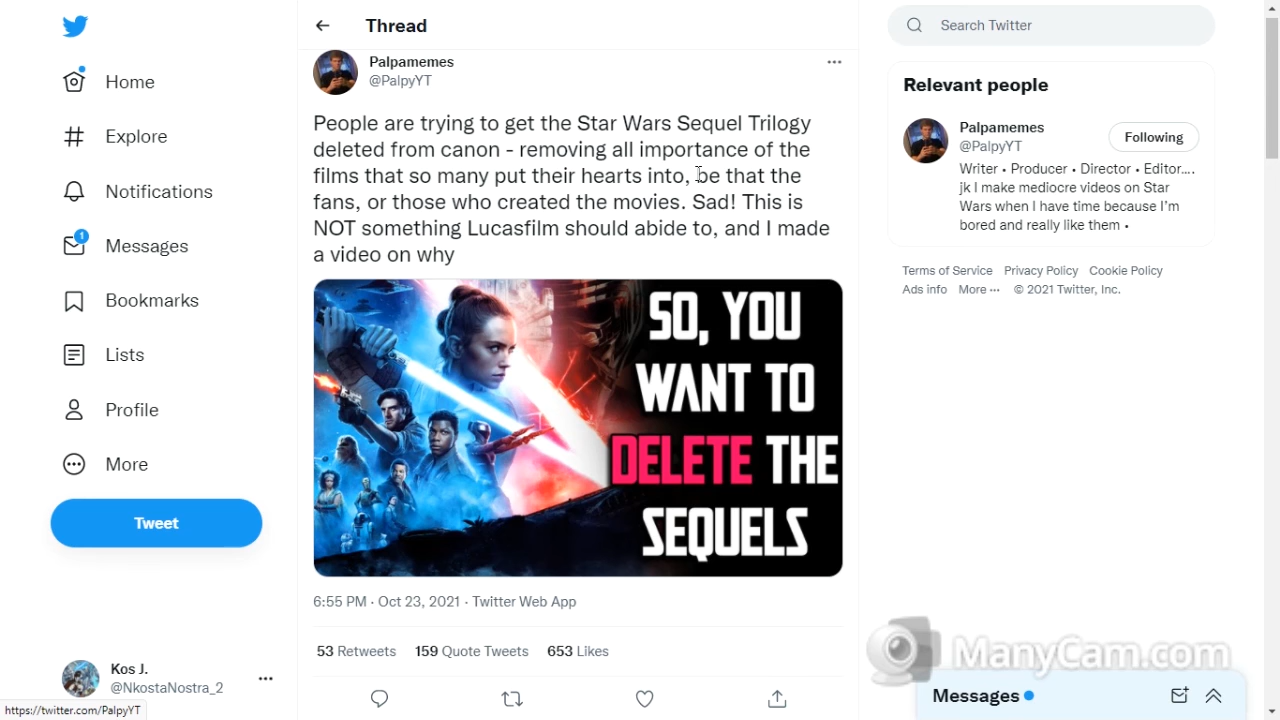 Home
Explore
Notifications
1
Messages
Bookmarks
Lists
Profile
More
Tweet
Kos J.
@NkostaNostra_2
https://twitter.com/PalpyYT
Thread
Palpamemes
@PalpyYT
People are trying to get the Star Wars Sequel Trilogy
deleted from canon - removing all importance of the
films that so many put their hearts into, be that the
fans, or those who created the movies. Sad! This is
NOT something Lucasfilm should abide to, and I made
a video on why
SO, YOU
WANT TO
DELETE THE
SEQUELS
6:55 PM · Oct 23, 2021 · Twitter Web App
53 Retweets 159 Quote Tweets 653 Likes
Search Twitter
Relevant people
Palpamemes
@PalpyYT
Following
Writer • Producer • Director • Editor....
jk I make mediocre videos on Star
Wars when I have time because I'm
bored and really like them •
Terms of Service Privacy Policy Cookie Policy
Ads info More ··· © 2021 Twitter, Inc.
ManyCam.com
Messages